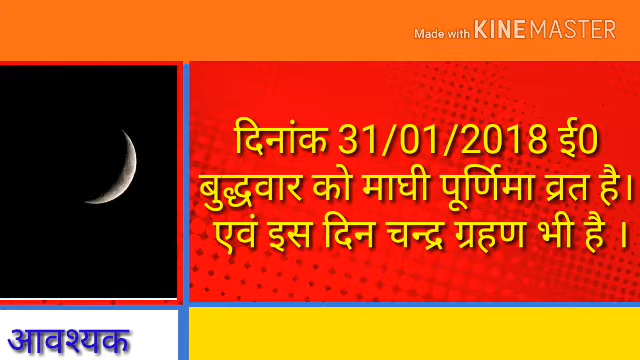 Made with KINEMASTER
दिनांक 31/01/2018 ई0
बुद्धवार को माघी पूर्णिमा व्रत है।
एवं इस दिन चन्द्र ग्रहण भी है ।
आवश्यक